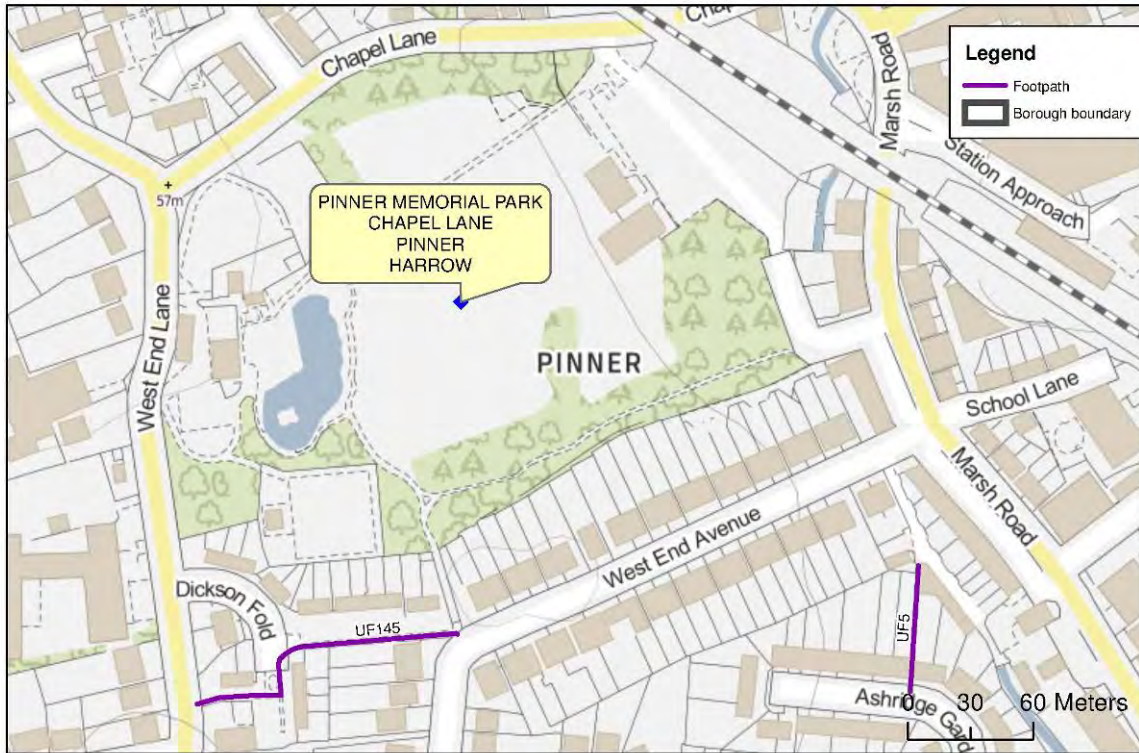 Chapel Lane
Chap
Marsh Road
Legend
Footpath
Borough boundary
Station Approach
57m
PINNER MEMORIAL PARK
CHAPEL LANE
PINNER
HARROW
West End Lane
PINNER
School Lane
Marsh Road
West End Avenue
Dickson Fold
UF145
UF5
Ashridge Gard
0 30 60 Meters